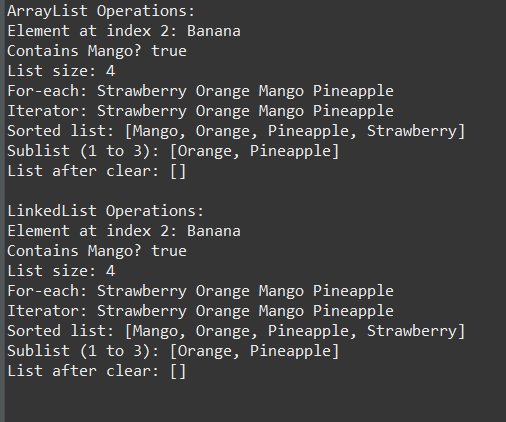 ArrayList Operations:
Element at index 2: Banana
Contains Mango? true
List size: 4
For-each: Strawberry Orange Mango Pineapple
Iterator: Strawberry Orange Mango Pineapple
Sorted list: [Mango, Orange, Pineapple, Strawberry]
Sublist (1 to 3): [Orange, Pineapple]
List after clear: []

LinkedList Operations:
Element at index 2: Banana
Contains Mango? true
List size: 4
For-each: Strawberry Orange Mango Pineapple
Iterator: Strawberry Orange Mango Pineapple
Sorted list: [Mango, Orange, Pineapple, Strawberry]
Sublist (1 to 3): [Orange, Pineapple]
List after clear: []